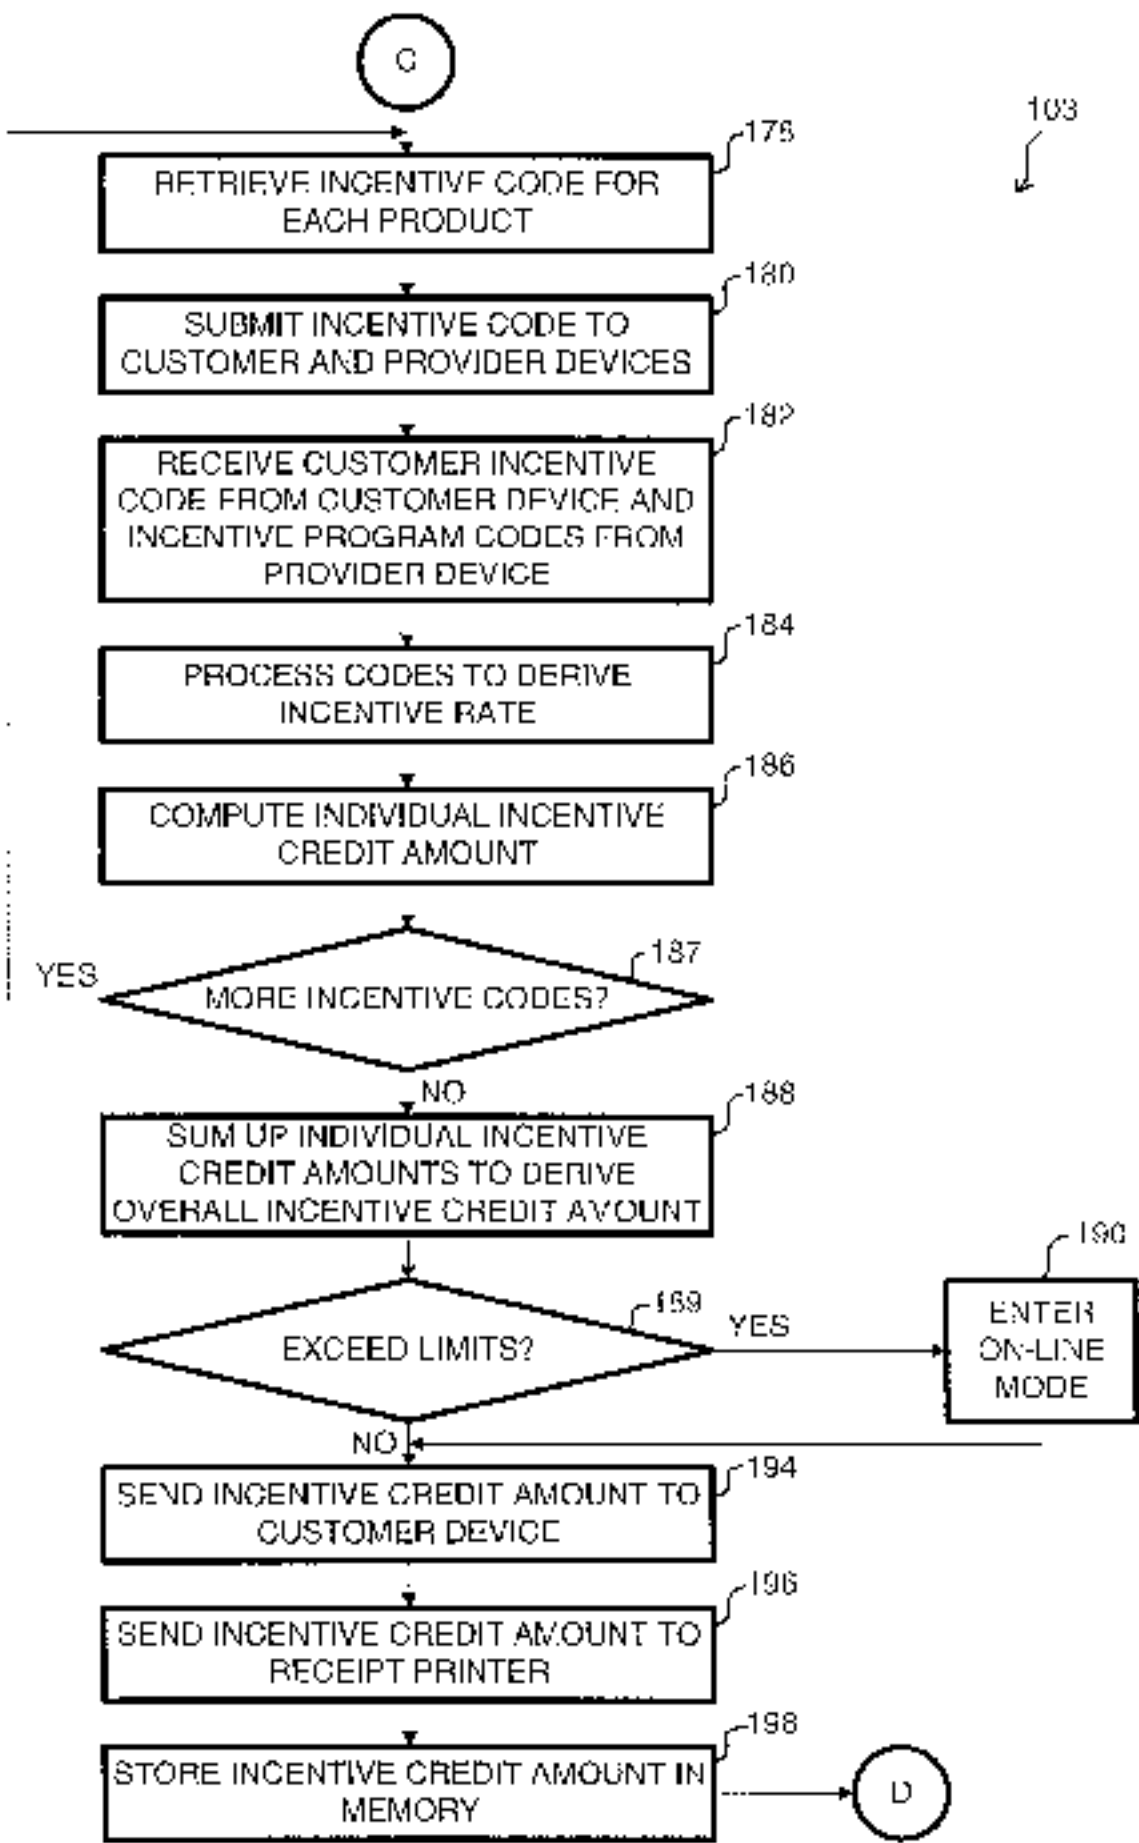 C
103
176
RETRIEVE INCENTIVE CODE FOR
EACH PRODUCT
180
SUBMIT INCENTIVE CODE TO
CUSTOMER AND PROVIDER DEVICES
182
RECEIVE CUSTOMER INCENTIVE
CODE FROM CUSTOMER DEVICE AND
INCENTIVE PROGRAM CODES FROM
PROVIDER DEVICE
184
PROCESS CODES TO DERIVE
INCENTIVE RATE
186
COMPUTE INDIVIDUAL INCENTIVE
CREDIT AMOUNT
187
YES
MORE INCENTIVE CODES?
NO
188
SUM UP INDIVIDUAL INCENTIVE
CREDIT AMOUNTS TO DERIVE
OVERALL INCENTIVE CREDIT AMOUNT
190
189
YES
EXCEED LIMITS?
ENTER
ON-LINE
MODE
NO
194
SEND INCENTIVE CREDIT AMOUNT TO
CUSTOMER DEVICE
196
SEND INCENTIVE CREDIT AMOUNT TO
RECEIPT PRINTER
198
STORE INCENTIVE CREDIT AMOUNT IN
MEMORY
D